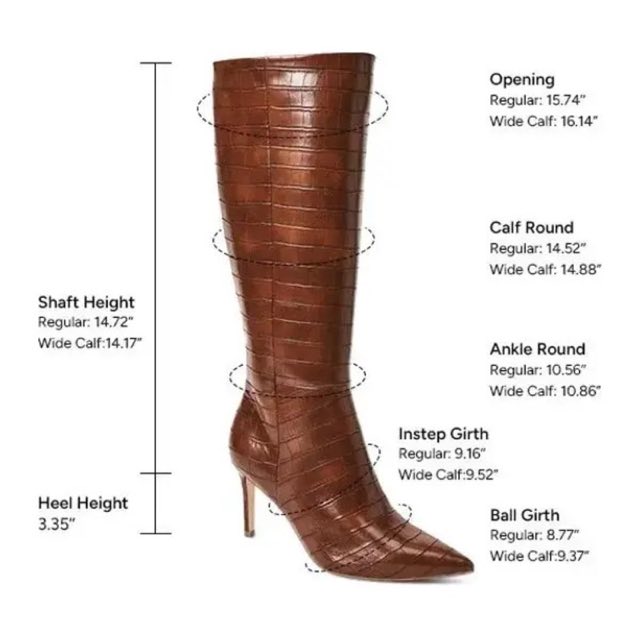 Opening
Regular: 15.74”
Wide Calf: 16.14”
Calf Round
Regular: 14.52”
Wide Calf: 14.88”
Shaft Height
Regular: 14.72”
Wide Calf:14.17”
Ankle Round
Regular: 10.56”
Wide Calf: 10.86”
Instep Girth
Regular: 9.16”
Wide Calf:9.52”
Heel Height
3.35”
Ball Girth
Regular: 8.77”
Wide Calf:9.37”